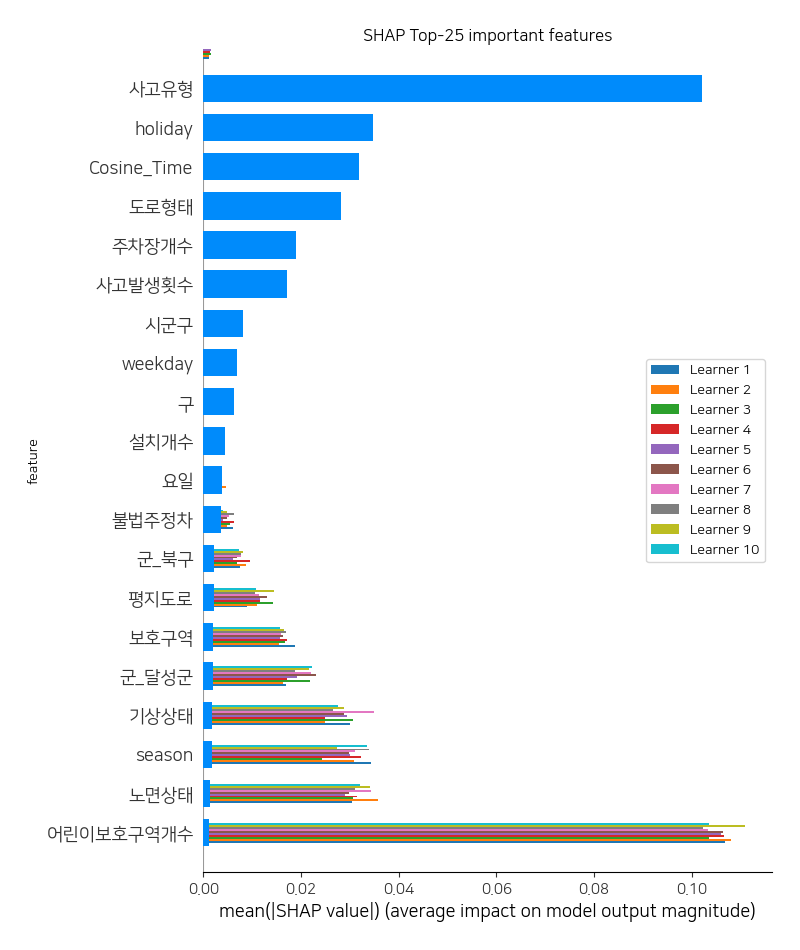 SHAP Top-25 important features
사고유형
holiday
Cosine_Time
도로형태
주차장개수
사고발생횟수
시군구
weekday
구
설치개수
요일
불법주정차
군_북구
평지도로
보호구역
군_달성군
기상상태
season
노면상태
어린이보호구역개수
feature
Learner 1
Learner 2
Learner 3
Learner 4
Learner 5
Learner 6
Learner 7
Learner 8
Learner 9
Learner 10
0.00 0.02 0.04 0.06 0.08 0.10
mean(|SHAP value|) (average impact on model output magnitude)